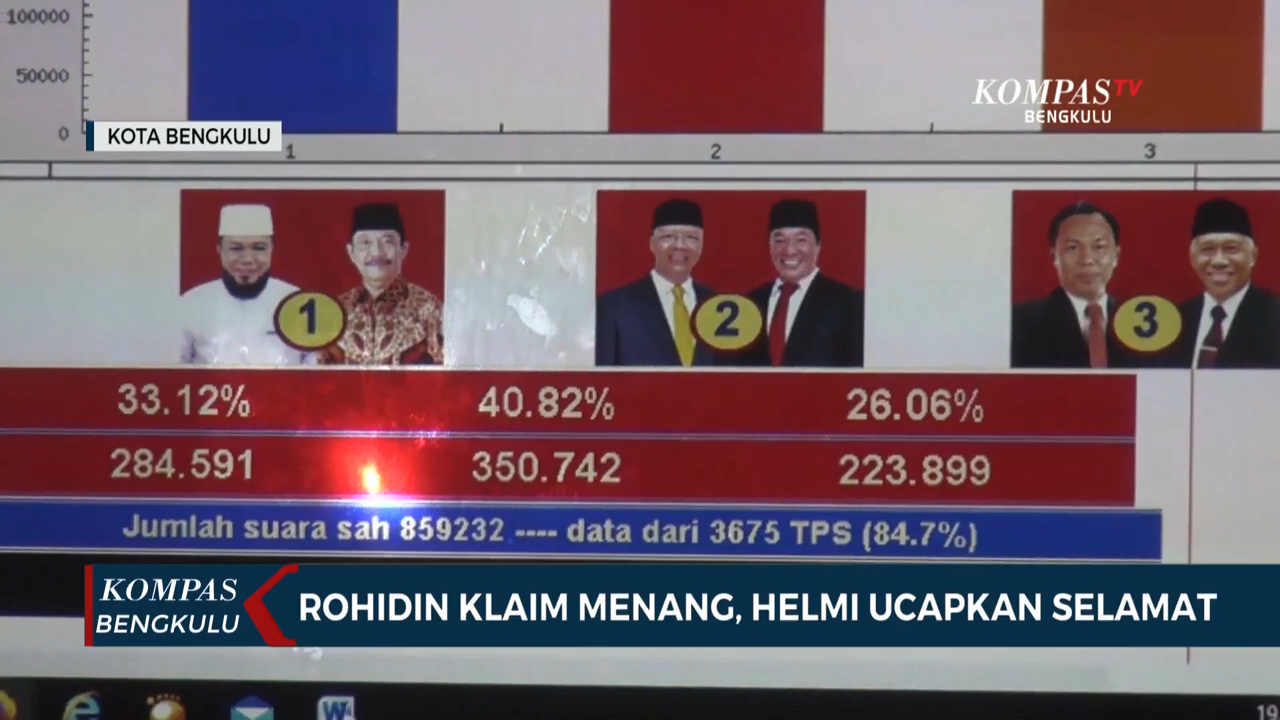 100000
50000
0
KOMPAS TV
BENGKULU
KOTA BENGKULU
1
2
3
1
2
3
33.12%
40.82%
26.06%
284.591
350.742
223.899
Jumlah suara sah 859232 ---- data dari 3675 TPS (84.7%)
KOMPAS
BENGKULU
ROHIDIN KLAIM MENANG, HELMI UCAPKAN SELAMAT
W
19